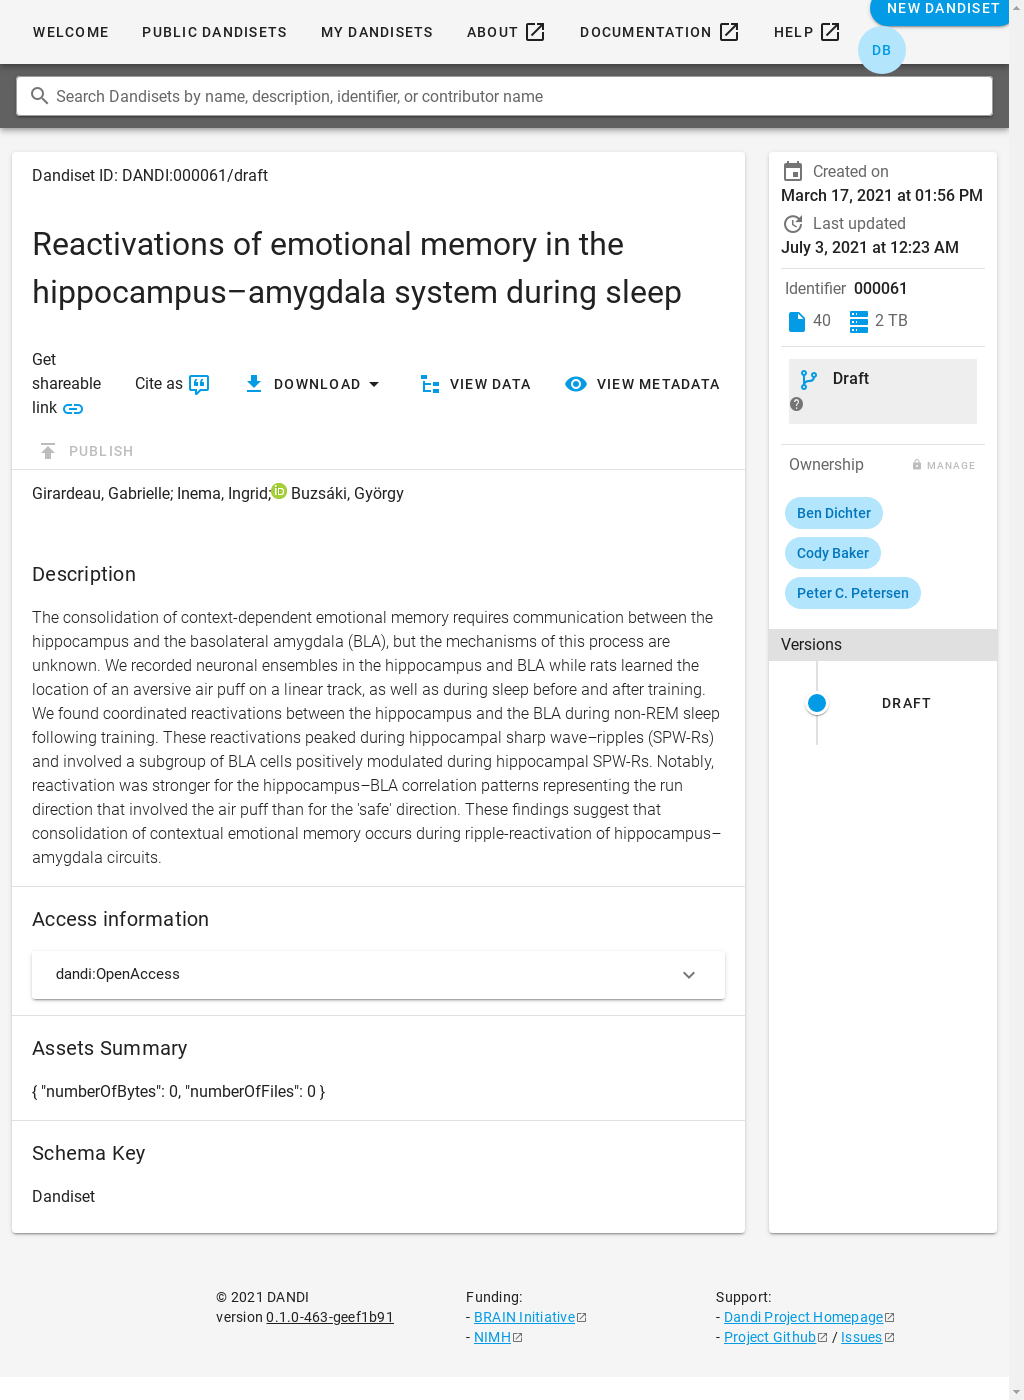 WELCOME PUBLIC DANDISETS MY DANDISETS ABOUT DOCUMENTATION HELP NEW DANDISET
DB
Search Dandisets by name, description, identifier, or contributor name
Dandiset ID: DANDI:000061/draft
Reactivations of emotional memory in the
hippocampus–amygdala system during sleep
Get
shareable
link
Cite as DOWNLOAD VIEW DATA VIEW METADATA
PUBLISH
Girardeau, Gabrielle; Inema, Ingrid; iD Buzsáki, György
Description
The consolidation of context-dependent emotional memory requires communication between the
hippocampus and the basolateral amygdala (BLA), but the mechanisms of this process are
unknown. We recorded neuronal ensembles in the hippocampus and BLA while rats learned the
location of an aversive air puff on a linear track, as well as during sleep before and after training.
We found coordinated reactivations between the hippocampus and the BLA during non-REM sleep
following training. These reactivations peaked during hippocampal sharp wave–ripples (SPW-Rs)
and involved a subgroup of BLA cells positively modulated during hippocampal SPW-Rs. Notably,
reactivation was stronger for the hippocampus–BLA correlation patterns representing the run
direction that involved the air puff than for the 'safe' direction. These findings suggest that
consolidation of contextual emotional memory occurs during ripple-reactivation of hippocampus–
amygdala circuits.
Access information
dandi:OpenAccess
Assets Summary
{ "numberOfBytes": 0, "numberOfFiles": 0 }
Schema Key
Dandiset
Created on
March 17, 2021 at 01:56 PM
Last updated
July 3, 2021 at 12:23 AM
Identifier 000061
40 2 TB
Draft
?
Ownership MANAGE
Ben Dichter
Cody Baker
Peter C. Petersen
Versions
DRAFT
© 2021 DANDI
version 0.1.0-463-geef1b91
Funding:
- BRAIN Initiative
- NIMH
Support:
- Dandi Project Homepage
- Project Github / Issues